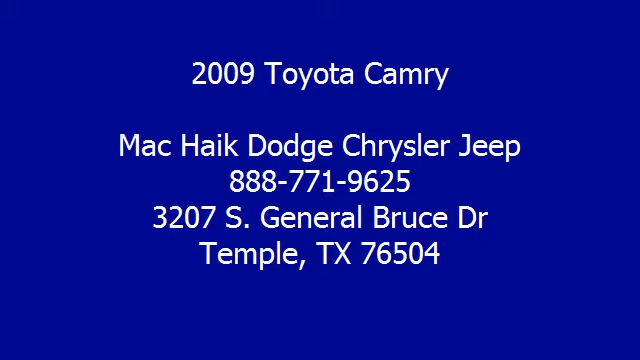 2009 Toyota Camry
Mac Haik Dodge Chrysler Jeep
888-771-9625
3207 S. General Bruce Dr
Temple, TX 76504